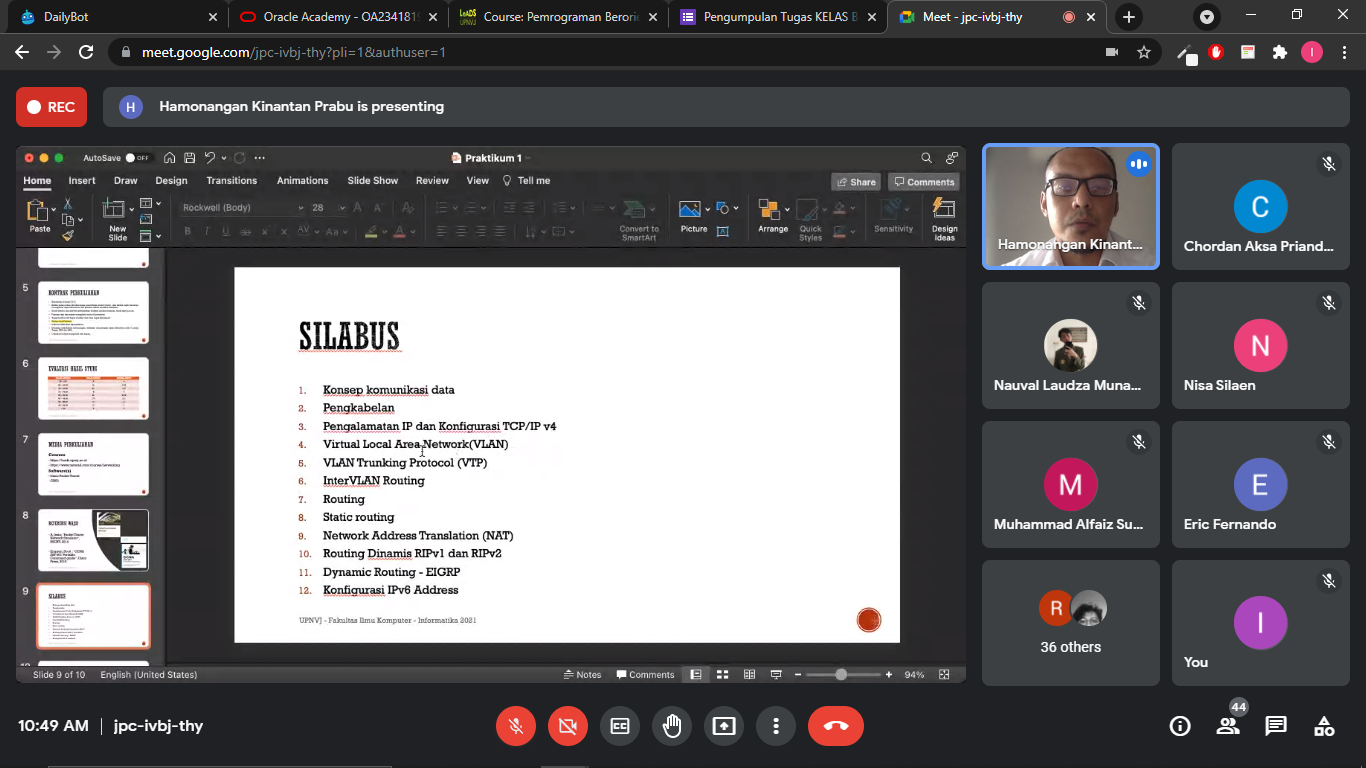 DailyBot
Oracle Academy - OA2341819
Course: Pemrograman Berorie
Pengumpulan Tugas KELAS B
Meet - jpc-ivbj-thy
meet.google.com/jpc-ivbj-thy?pli=1&authuser=1
REC
H
Hamonangan Kinantan Prabu is presenting
AutoSave OFF
Praktikum 1
Home Insert Draw Design Transitions Animations Slide Show Review View Tell me
Share Comments
Paste
New Slide
Rockwell (Body) 28
Convert to SmartArt
Picture
Arrange
Quick Styles
Sensitivity
Design Ideas
5
KONTRAK PERKULIAHAN
6
EVALUASI HASIL STUDI
7
MEDIA PERKULIAHAN
8
REFERENSI WAJIB
9
SILABUS
SILABUS
1. Konsep komunikasi data
2. Pengkabelan
3. Pengalamatan IP dan Konfigurasi TCP/IP v4
4. Virtual Local Area Network(VLAN)
5. VLAN Trunking Protocol (VTP)
6. InterVLAN Routing
7. Routing
8. Static routing
9. Network Address Translation (NAT)
10. Routing Dinamis RIPv1 dan RIPv2
11. Dynamic Routing - EIGRP
12. Konfigurasi IPv6 Address
UPNVJ - Fakultas Ilmu Komputer - Informatika 2021
Slide 9 of 10 English (United States)
Notes Comments 94%
Hamonangan Kinant...
C
Chordan Aksa Priand...
Nauval Laudza Muna...
N
Nisa Silaen
M
Muhammad Alfaiz Su...
E
Eric Fernando
R
36 others
I
You
10:49 AM | jpc-ivbj-thy
44